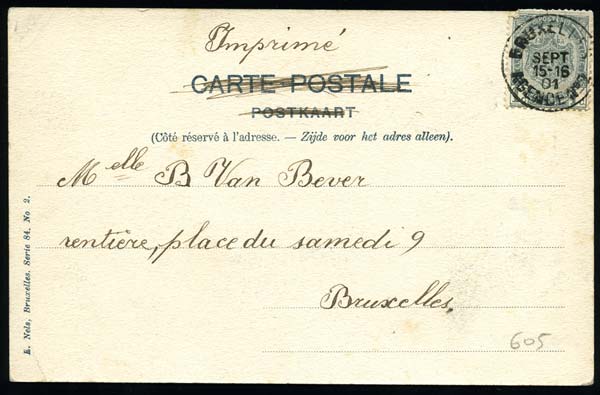 Imprimé
CARTE-POSTALE
POSTKAART
(Côté réservé à l'adresse. — Zijde voor het adres alleen).
Melle B Van Bever
rentière, place du samedi 9
Bruxelles,
605
E. Nels, Bruxelles. Serie 84. No 2.
SEPT
15-16
01